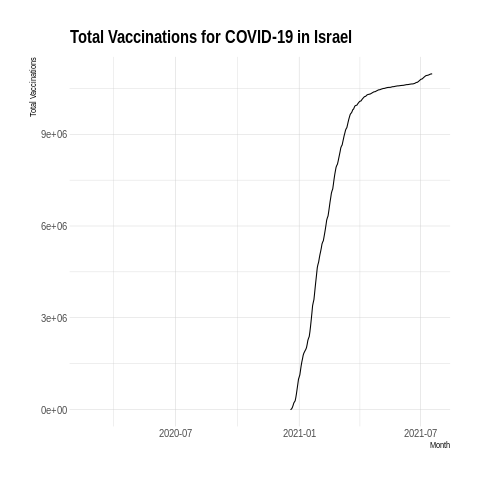 Total Vaccinations for COVID-19 in Israel
Total Vaccinations
9e+06
6e+06
3e+06
0e+00
2020-07
2021-01
2021-07
Month